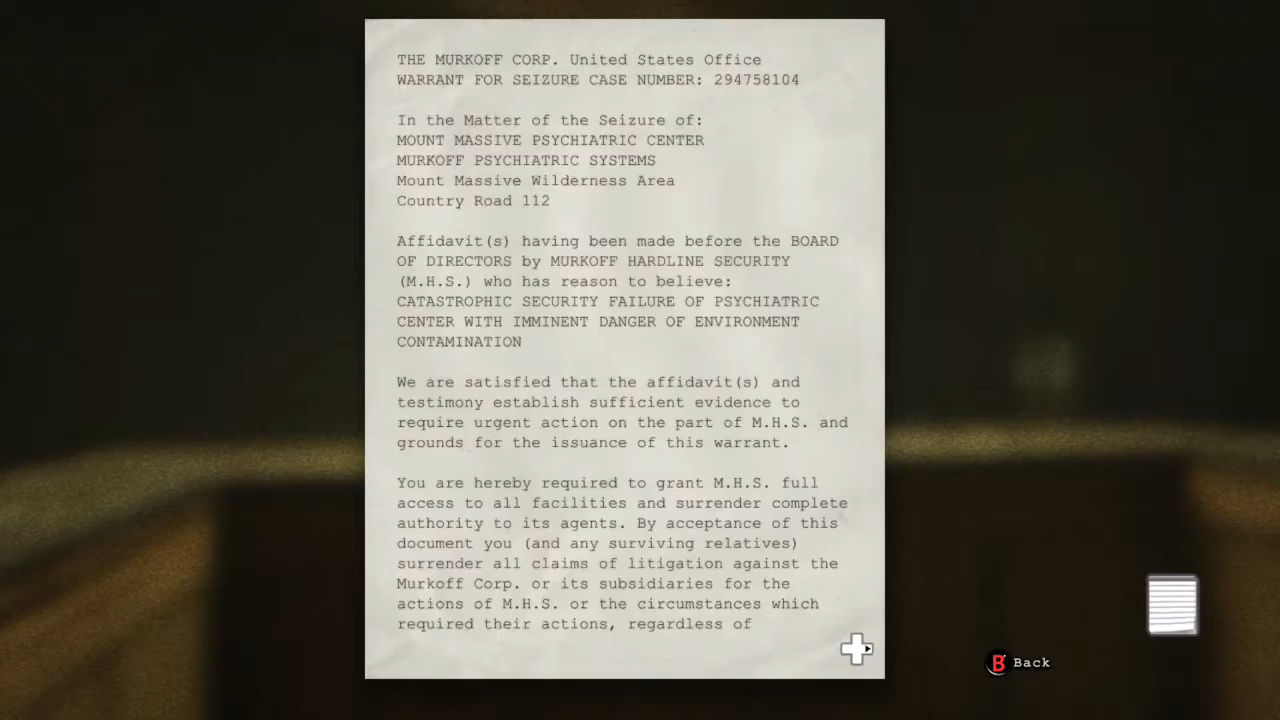 THE MURKOFF CORP. United States Office
WARRANT FOR SEIZURE CASE NUMBER: 294758104
In the Matter of the Seizure of:
MOUNT MASSIVE PSYCHIATRIC CENTER
MURKOFF PSYCHIATRIC SYSTEMS
Mount Massive Wilderness Area
Country Road 112
Affidavit(s) having been made before the BOARD
OF DIRECTORS by MURKOFF HARDLINE SECURITY
(M.H.S.) who has reason to believe:
CATASTROPHIC SECURITY FAILURE OF PSYCHIATRIC
CENTER WITH IMMINENT DANGER OF ENVIRONMENT
CONTAMINATION
We are satisfied that the affidavit(s) and
testimony establish sufficient evidence to
require urgent action on the part of M.H.S. and
grounds for the issuance of this warrant.
You are hereby required to grant M.H.S. full
access to all facilities and surrender complete
authority to its agents. By acceptance of this
document you (and any surviving relatives)
surrender all claims of litigation against the
Murkoff Corp. or its subsidiaries for the
actions of M.H.S. or the circumstances which
required their actions, regardless of
B Back